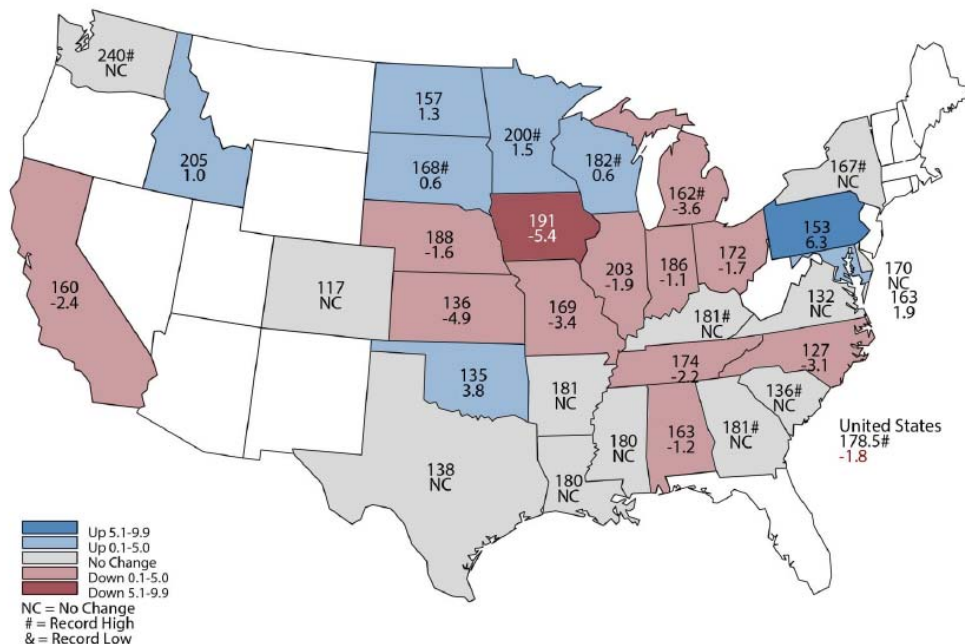 240#
NC
205
1.0
157
1.3
168#
0.6
200#
1.5
182#
0.6
162#
-3.6
167#
NC
153
6.3
170
NC
163
1.9
191
-5.4
188
-1.6
160
-2.4
117
NC
136
-4.9
169
-3.4
203
-1.9
186
-1.1
172
-1.7
181#
NC
132
NC
174
-2.2
127
-3.1
135
3.8
181
NC
136#
NC
138
NC
180
NC
180
NC
163
-1.2
181#
NC
United States
178.5#
-1.8
Up 5.1-9.9
Up 0.1-5.0
No Change
Down 0.1-5.0
Down 5.1-9.9
NC = No Change
# = Record High
& = Record Low